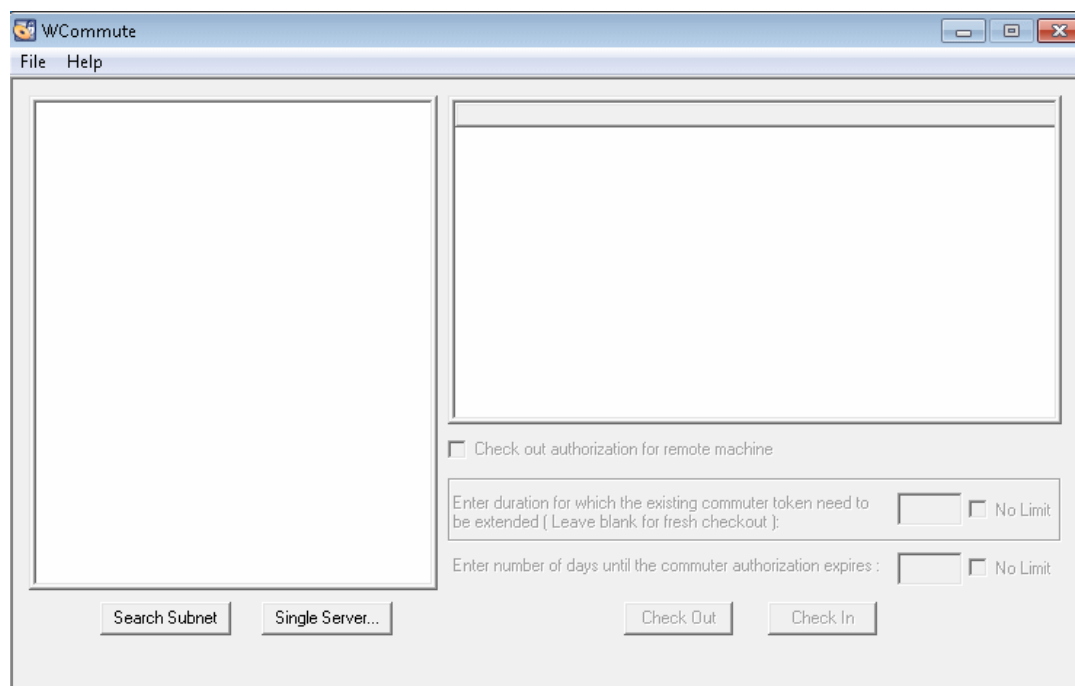 WCommute
File Help
Check out authorization for remote machine
Enter duration for which the existing commuter token need to
be extended ( Leave blank for fresh checkout ):
No Limit
Enter number of days until the commuter authorization expires :
No Limit
Search Subnet
Single Server...
Check Out
Check In